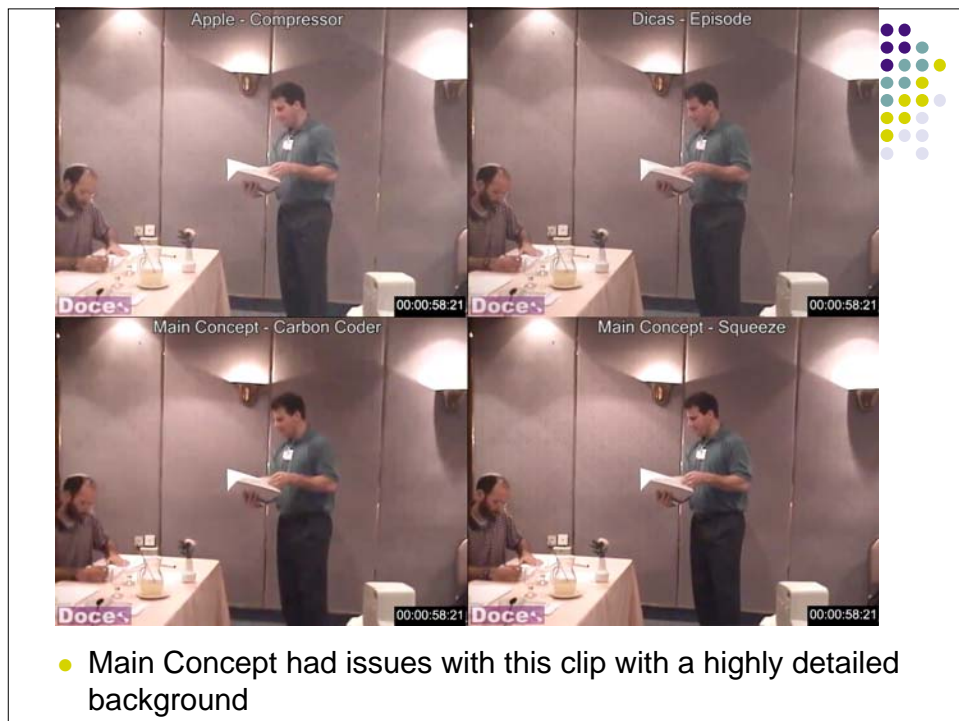 Apple - Compressor
Dicas - Episode
Doce
00:00:58:21
Doce
00:00:58:21
Main Concept - Carbon Coder
Main Concept - Squeeze
Doce
00:00:58:21
Doce
00:00:58:21
Main Concept had issues with this clip with a highly detailed
background